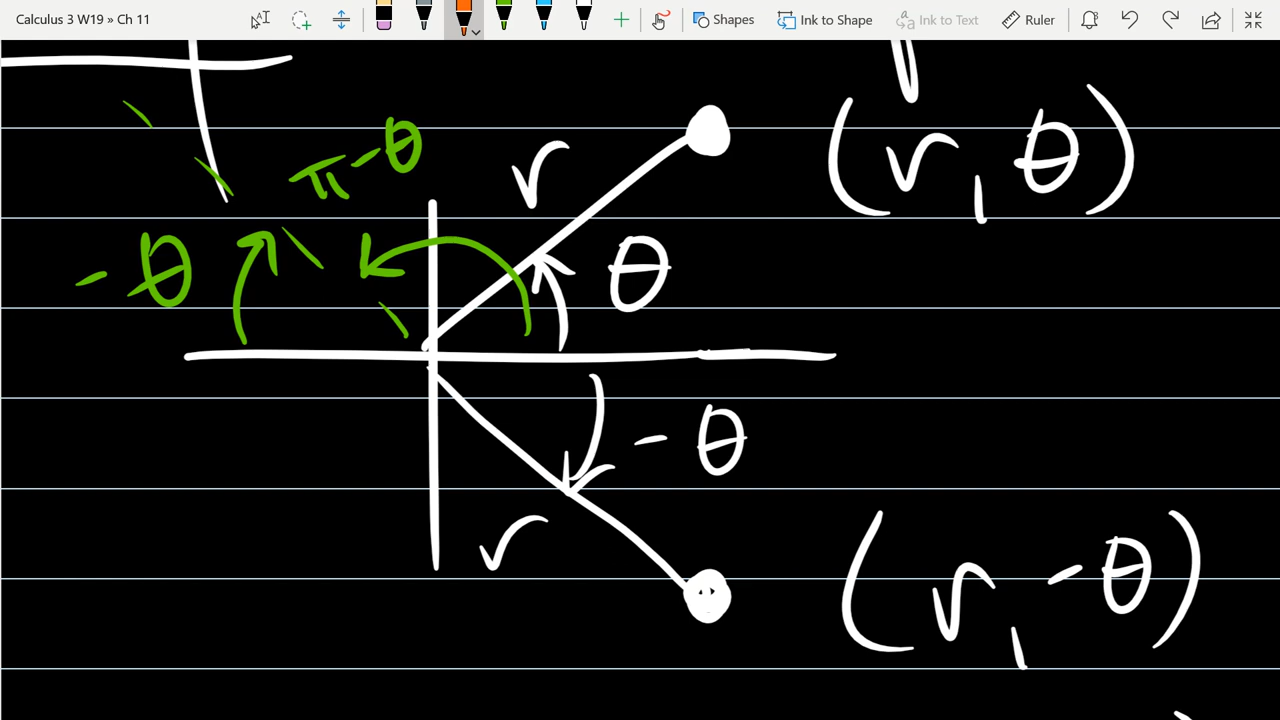 Calculus 3 W19 » Ch 11
Shapes
Ink to Shape
Ink to Text
Ruler
π-θ
r
(r, θ)
-θ
θ
-θ
r
(r, -θ)